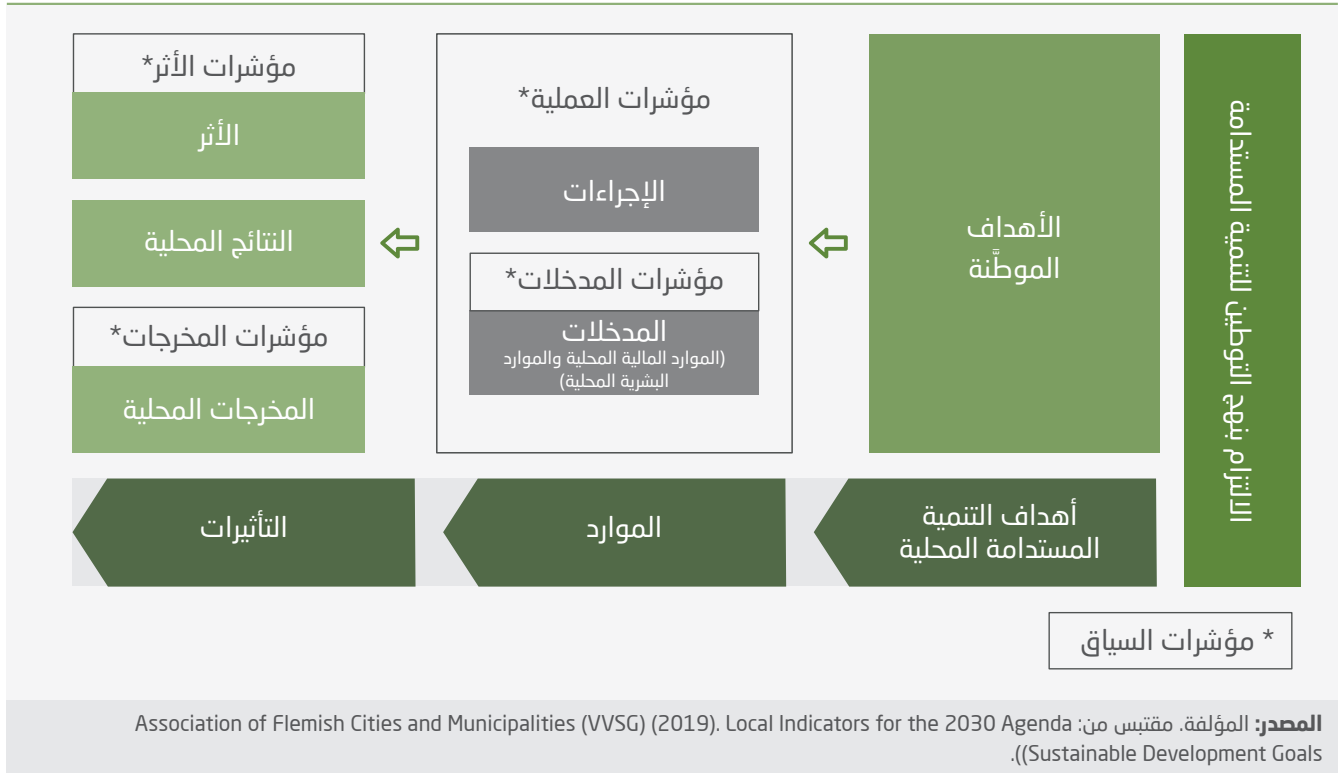 الالتزام بنهج التوطين للتنمية المستدامة
الأهداف
الموطَّنة
مؤشرات العملية*
الإجراءات
مؤشرات المدخلات*
المدخلات
(الموارد المالية المحلية والموارد
البشرية المحلية)
مؤشرات الأثر*
الأثر
النتائج المحلية
مؤشرات المخرجات*
المخرجات المحلية
أهداف التنمية
المستدامة المحلية
الموارد
التأثيرات
* مؤشرات السياق
المصدر: المؤلفة. مقتبس من: Association of Flemish Cities and Municipalities (VVSG) (2019). Local Indicators for the 2030 Agenda
.((Sustainable Development Goals